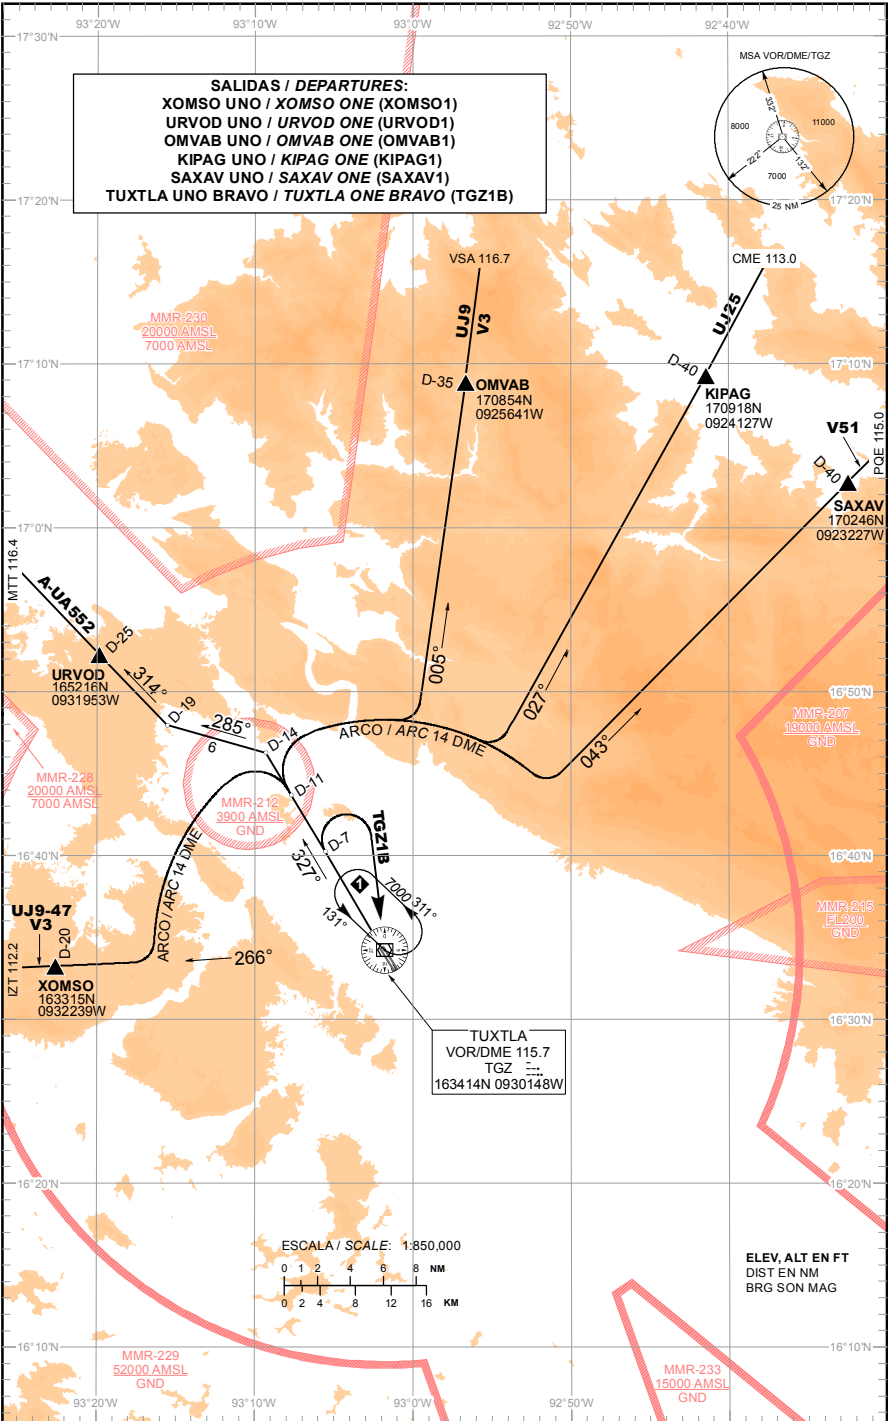 93°20'W
93°10'W
93°0'W
92°50'W
92°40'W
17°30'N
MSA VOR/DME/TGZ
332°
8000
11000
222°
132°
7000
25 NM
SALIDAS / DEPARTURES:
XOMSO UNO / XOMSO ONE (XOMSO1)
URVOD UNO / URVOD ONE (URVOD1)
OMVAB UNO / OMVAB ONE (OMVAB1)
KIPAG UNO / KIPAG ONE (KIPAG1)
SAXAV UNO / SAXAV ONE (SAXAV1)
TUXTLA UNO BRAVO / TUXTLA ONE BRAVO (TGZ1B)
17°20'N
17°20'N
VSA 116.7
CME 113.0
UJ9
V3
UJ25
MMR-230
20000 AMSL
7000 AMSL
17°10'N
17°10'N
D-35
OMVAB
170854N
0925641W
D-40
KIPAG
170918N
0924127W
V51
PQE 115.0
D-40
SAXAV
170246N
0923227W
17°0'N
17°0'N
MTT 116.4
A-UA552
D-25
URVOD
165216N
0931953W
314°
D-19
005°
027°
043°
16°50'N
285°
6
D-14
ARCO / ARC 14 DME
MMR-207
19000 AMSL
GND
MMR-228
20000 AMSL
7000 AMSL
D-11
MMR-212
3900 AMSL
GND
TGZ1B
D-7
327°
ARCO / ARC 14 DME
16°40'N
16°40'N
7000
311°
1
131°
MMR-215
FL200
GND
UJ9-47
V3
D-20
IZT 112.2
266°
XOMSO
163315N
0932239W
16°30'N
16°30'N
TUXTLA
VOR/DME 115.7
TGZ
163414N 0930148W
16°20'N
16°20'N
ESCALA / SCALE: 1:850,000
0 1 2 4 6 8 NM
0 2 4 8 12 16 KM
ELEV, ALT EN FT
DIST EN NM
BRG SON MAG
16°10'N
16°10'N
MMR-229
52000 AMSL
GND
MMR-233
15000 AMSL
GND
93°20'W
93°10'W
93°0'W
92°50'W
92°40'W